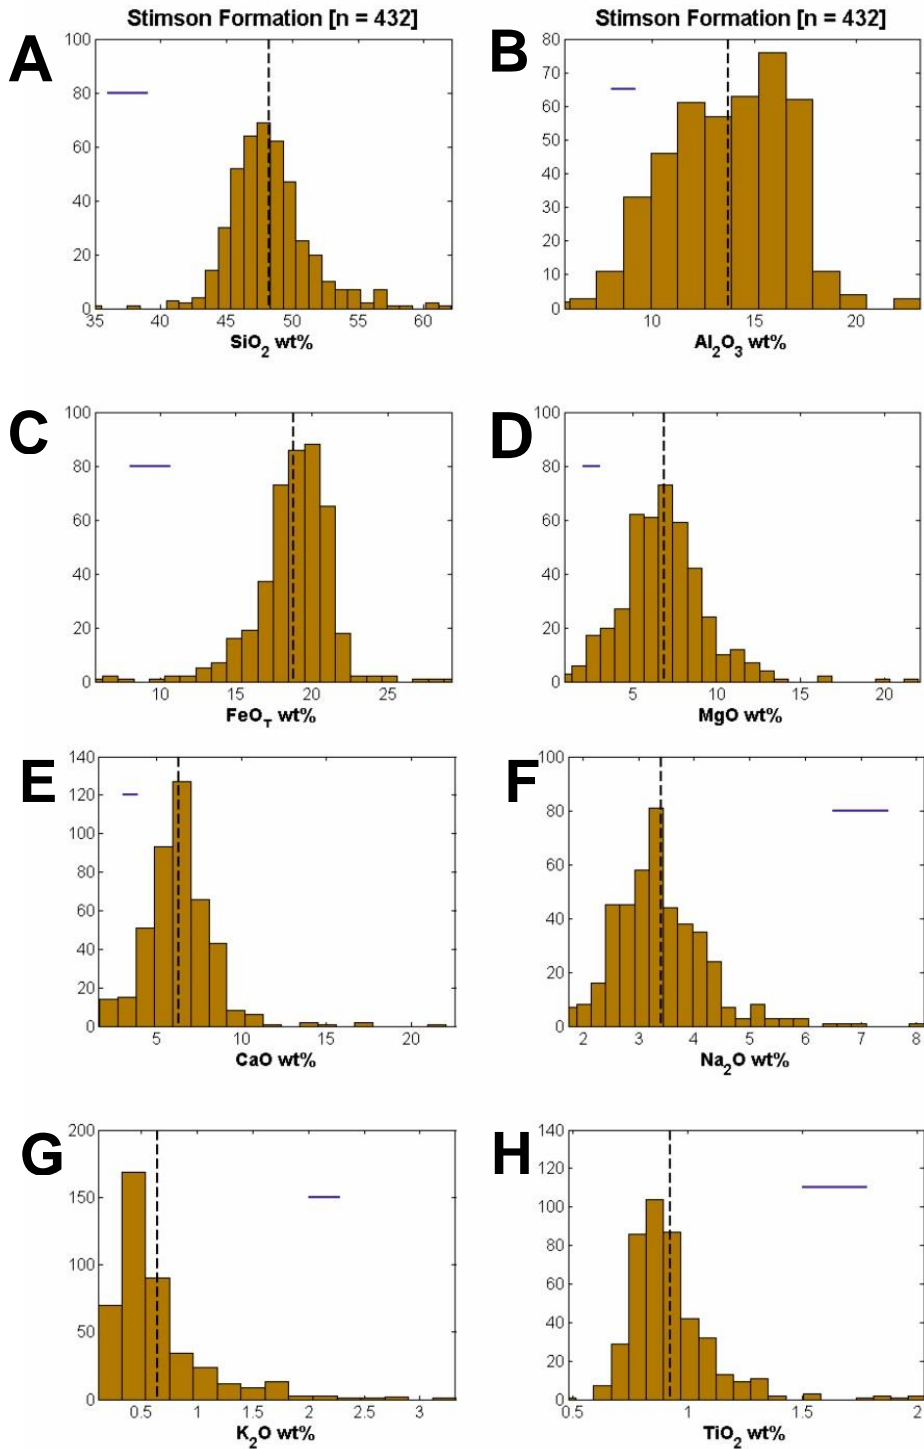 Stimson Formation [n = 432]
Stimson Formation [n = 432]
A
100
80
60
40
20
0
35 40 45 50 55 60
SiO₂ wt%
B
80
70
60
50
40
30
20
10
0
10 15 20
Al₂O₃ wt%
C
100
80
60
40
20
0
10 15 20 25
FeO_T wt%
D
100
80
60
40
20
0
5 10 15 20
MgO wt%
E
140
120
100
80
60
40
20
0
5 10 15 20
CaO wt%
F
100
80
60
40
20
0
2 3 4 5 6 7 8
Na₂O wt%
G
200
150
100
50
0
0.5 1 1.5 2 2.5 3
K₂O wt%
H
140
120
100
80
60
40
20
0
0.5 1 1.5 2
TiO₂ wt%